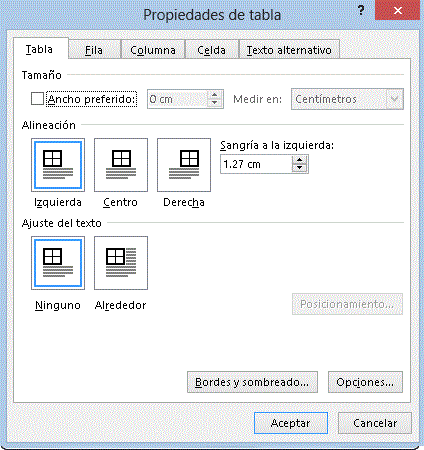 Propiedades de tabla ? ×
Tabla Fila Columna Celda Texto alternativo
Tamaño
Ancho preferido: 0 cm Medir en: Centímetros
Alineación
Sangría a la izquierda:
1.27 cm
Izquierda Centro Derecha
Ajuste del texto
Ninguno Alrededor
Posicionamiento...
Bordes y sombreado... Opciones...
Aceptar Cancelar